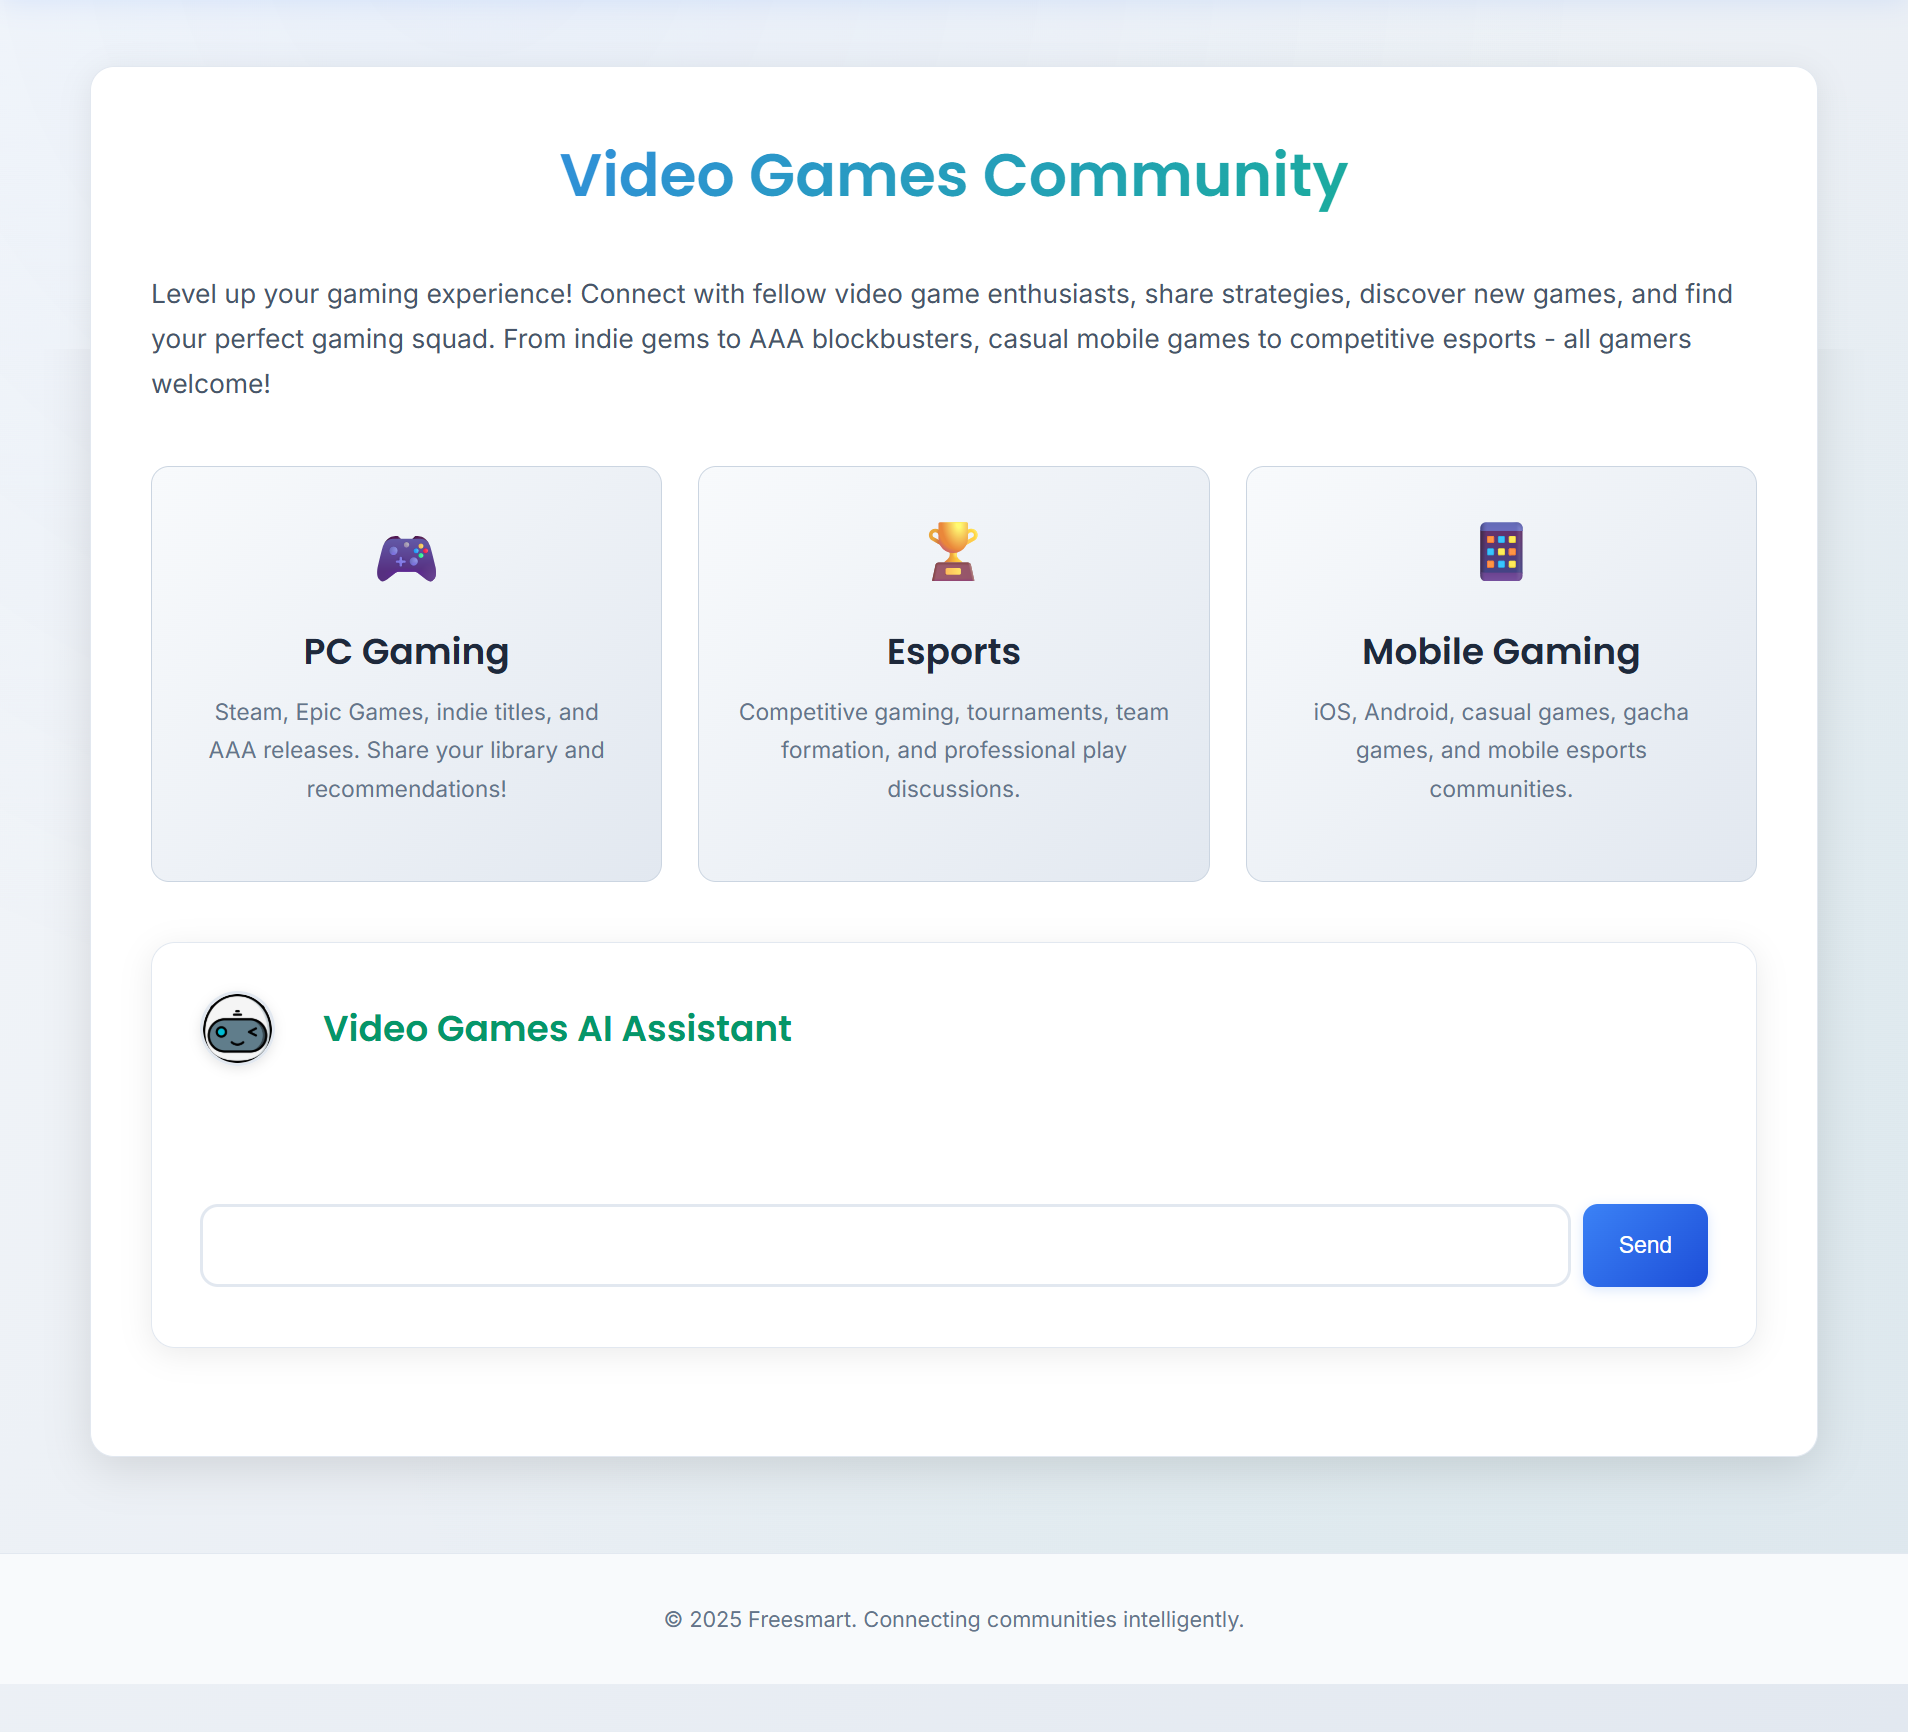 Video Games Community
Level up your gaming experience! Connect with fellow video game enthusiasts, share strategies, discover new games, and find
your perfect gaming squad. From indie gems to AAA blockbusters, casual mobile games to competitive esports - all gamers
welcome!
PC Gaming
Steam, Epic Games, indie titles, and
AAA releases. Share your library and
recommendations!
Esports
Competitive gaming, tournaments, team
formation, and professional play
discussions.
Mobile Gaming
iOS, Android, casual games, gacha
games, and mobile esports
communities.
Video Games AI Assistant
Send
© 2025 Freesmart. Connecting communities intelligently.